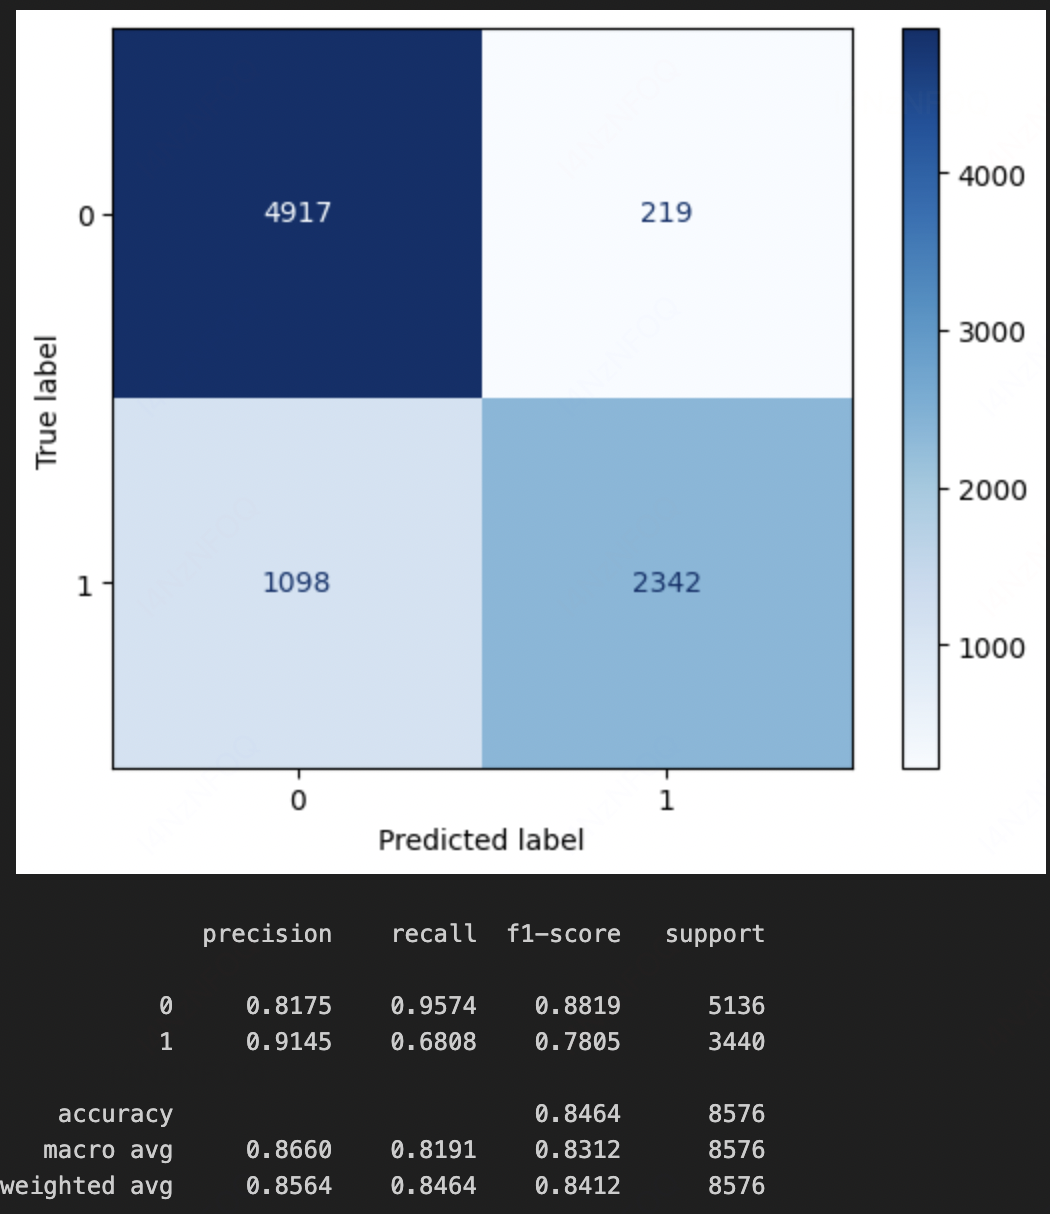 4917
219
0
1098
2342
1
True label
0
1
Predicted label
4000
3000
2000
1000
precision recall f1-score support
0 0.8175 0.9574 0.8819 5136
1 0.9145 0.6808 0.7805 3440
accuracy 0.8464 8576
macro avg 0.8660 0.8191 0.8312 8576
weighted avg 0.8564 0.8464 0.8412 8576